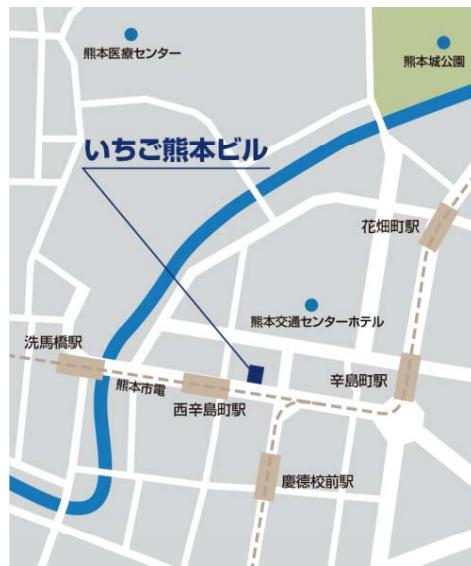 熊本医療センター
熊本城公園
いちご熊本ビル
花畑町駅
熊本交通センターホテル
洗馬橋駅
熊本市電
西辛島町駅
辛島町駅
慶德校前駅